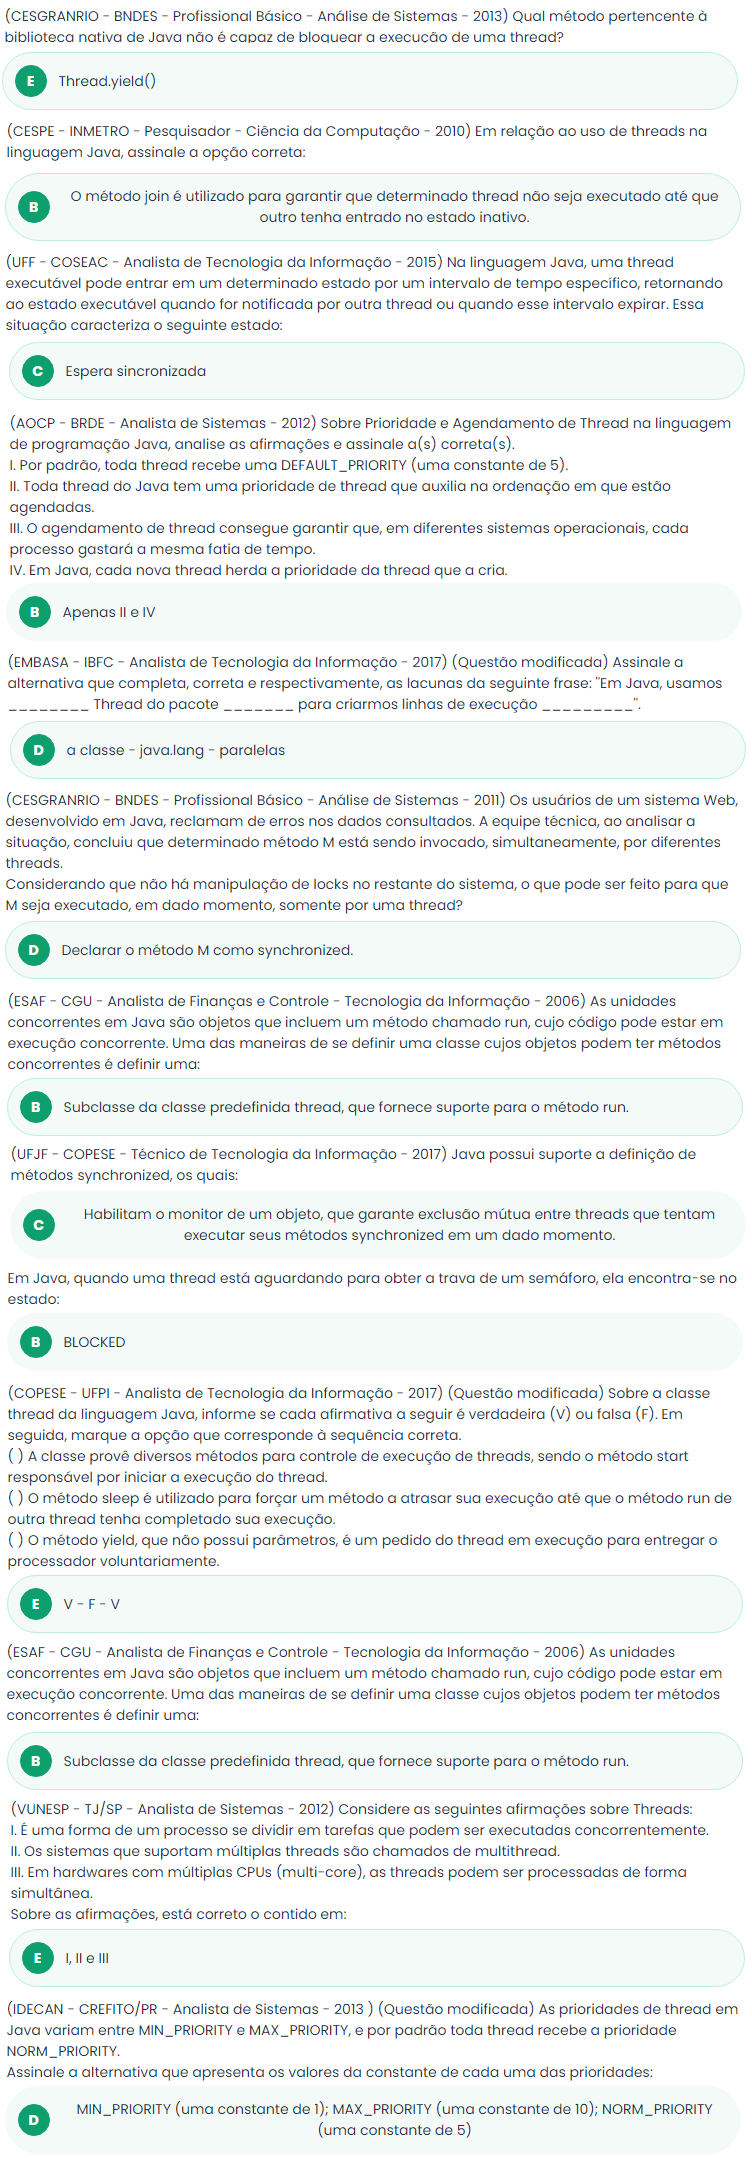 (CESGRANRIO - BNDES - Profissional Básico - Análise de Sistemas - 2013) Qual método pertencente à
biblioteca nativa de Java não é capaz de bloquear a execução de uma thread?
E Thread.yield()
(CESPE - INMETRO - Pesquisador - Ciência da Computação - 2010) Em relação ao uso de threads na
linguagem Java, assinale a opção correta:
B O método join é utilizado para garantir que determinado thread não seja executado até que
outro tenha entrado no estado inativo.
(UFF - COSEAC - Analista de Tecnologia da Informação - 2015) Na linguagem Java, uma thread
executável pode entrar em um determinado estado por um intervalo de tempo específico, retornando
ao estado executável quando for notificada por outra thread ou quando esse intervalo expirar. Essa
situação caracteriza o seguinte estado:
C Espera sincronizada
(AOCP - BRDE - Analista de Sistemas - 2012) Sobre Prioridade e Agendamento de Thread na linguagem
de programação Java, analise as afirmações e assinale a(s) correta(s).
I. Por padrão, toda thread recebe uma DEFAULT_PRIORITY (uma constante de 5).
II. Toda thread do Java tem uma prioridade de thread que auxilia na ordenação em que estão
agendadas.
III. O agendamento de thread consegue garantir que, em diferentes sistemas operacionais, cada
processo gastará a mesma fatia de tempo.
IV. Em Java, cada nova thread herda a prioridade da thread que a cria.
B Apenas II e IV
(EMBASA - IBFC - Analista de Tecnologia da Informação - 2017) (Questão modificada) Assinale a
alternativa que completa, correta e respectivamente, as lacunas da seguinte frase: "Em Java, usamos
________ Thread do pacote _______ para criarmos linhas de execução _________".
D a classe - java.lang - paralelas
(CESGRANRIO - BNDES - Profissional Básico - Análise de Sistemas - 2011) Os usuários de um sistema Web,
desenvolvido em Java, reclamam de erros nos dados consultados. A equipe técnica, ao analisar a
situação, concluiu que determinado método M está sendo invocado, simultaneamente, por diferentes
threads.
Considerando que não há manipulação de locks no restante do sistema, o que pode ser feito para que
M seja executado, em dado momento, somente por uma thread?
D Declarar o método M como synchronized.
(ESAF - CGU - Analista de Finanças e Controle - Tecnologia da Informação - 2006) As unidades
concorrentes em Java são objetos que incluem um método chamado run, cujo código pode estar em
execução concorrente. Uma das maneiras de se definir uma classe cujos objetos podem ter métodos
concorrentes é definir uma:
B Subclasse da classe predefinida thread, que fornece suporte para o método run.
(UFJF - COPESE - Técnico de Tecnologia da Informação - 2017) Java possui suporte a definição de
métodos synchronized, os quais:
C Habilitam o monitor de um objeto, que garante exclusão mútua entre threads que tentam
executar seus métodos synchronized em um dado momento.
Em Java, quando uma thread está aguardando para obter a trava de um semáforo, ela encontra-se no
estado:
B BLOCKED
(COPESE - UFPI - Analista de Tecnologia da Informação - 2017) (Questão modificada) Sobre a classe
thread da linguagem Java, informe se cada afirmativa a seguir é verdadeira (V) ou falsa (F). Em
seguida, marque a opção que corresponde à sequência correta.
( ) A classe provê diversos métodos para controle de execução de threads, sendo o método start
responsável por iniciar a execução do thread.
( ) O método sleep é utilizado para forçar um método a atrasar sua execução até que o método run de
outra thread tenha completado sua execução.
( ) O método yield, que não possui parâmetros, é um pedido do thread em execução para entregar o
processador voluntariamente.
E V - F - V
(ESAF - CGU - Analista de Finanças e Controle - Tecnologia da Informação - 2006) As unidades
concorrentes em Java são objetos que incluem um método chamado run, cujo código pode estar em
execução concorrente. Uma das maneiras de se definir uma classe cujos objetos podem ter métodos
concorrentes é definir uma:
B Subclasse da classe predefinida thread, que fornece suporte para o método run.
(VUNESP - TJ/SP - Analista de Sistemas - 2012) Considere as seguintes afirmações sobre Threads:
I. É uma forma de um processo se dividir em tarefas que podem ser executadas concorrentemente.
II. Os sistemas que suportam múltiplas threads são chamados de multithread.
III. Em hardwares com múltiplas CPUs (multi-core), as threads podem ser processadas de forma
simultânea.
Sobre as afirmações, está correto o contido em:
E I, II e III
(IDECAN - CREFITO/PR - Analista de Sistemas - 2013 ) (Questão modificada) As prioridades de thread em
Java variam entre MIN_PRIORITY e MAX_PRIORITY, e por padrão toda thread recebe a prioridade
NORM_PRIORITY.
Assinale a alternativa que apresenta os valores da constante de cada uma das prioridades:
D MIN_PRIORITY (uma constante de 1); MAX_PRIORITY (uma constante de 10); NORM_PRIORITY
(uma constante de 5)